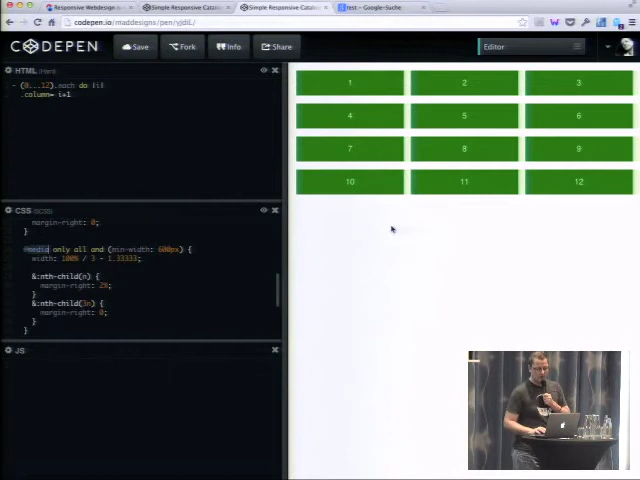 Responsive Webdesign
Simple Responsive Catalog
Simple Responsive Catalog
test - Google-Suche
codepen.io/maddesigns/pen/yjdiL/
CODEPEN
Save
Fork
Info
Share
Editor
HTML (Haml)
- (0...12).each do |i|
.column= i+1
CSS (SCSS)
margin-right: 0;
}
@media only all and (min-width: 600px) {
width: 100% / 3 - 1.33333;
&:nth-child(n) {
margin-right: 2%;
}
&:nth-child(3n) {
margin-right: 0;
}
}
JS
1 2 3
4 5 6
7 8 9
10 11 12